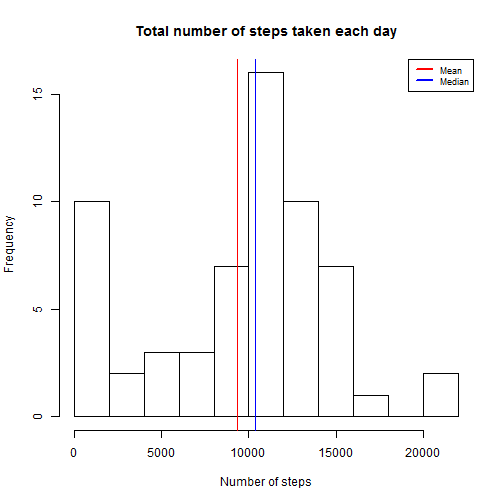 Total number of steps taken each day
Mean
Median
15
10
5
0
Frequency
0 5000 10000 15000 20000
Number of steps